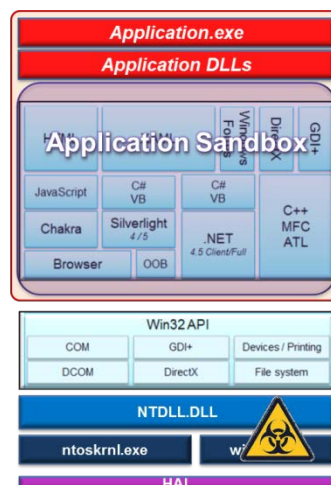 Application.exe
Application DLLs
Windows
Forms
DirectX
GDI+
Application Sandbox
JavaScript
C#
VB
C#
VB
C++
MFC
ATL
Chakra
Silverlight
4 / 5
.NET
4.5 Client/Full
Browser
OOB
Win32 API
COM
GDI+
Devices / Printing
DCOM
DirectX
File system
NTDLL.DLL
ntoskrnl.exe
HAL